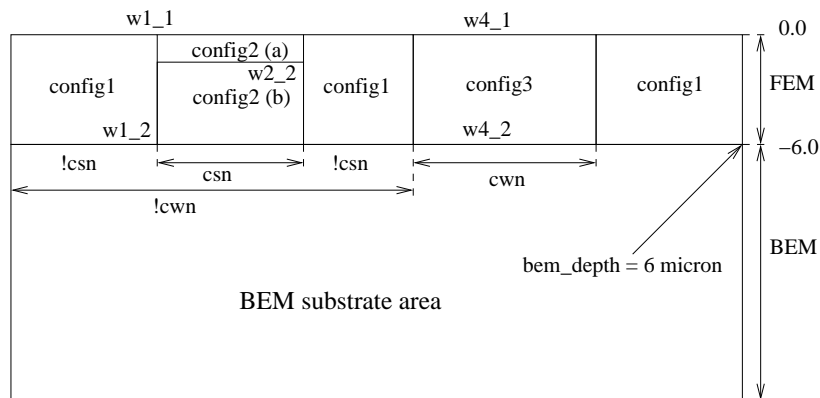 w1_1
w4_1
0.0
config2 (a)
w2_2
config1
config2 (b)
config1
config3
config1
FEM
w1_2
w4_2
−6.0
!csn
csn
!csn
cwn
!cwn
BEM
bem_depth = 6 micron
BEM substrate area